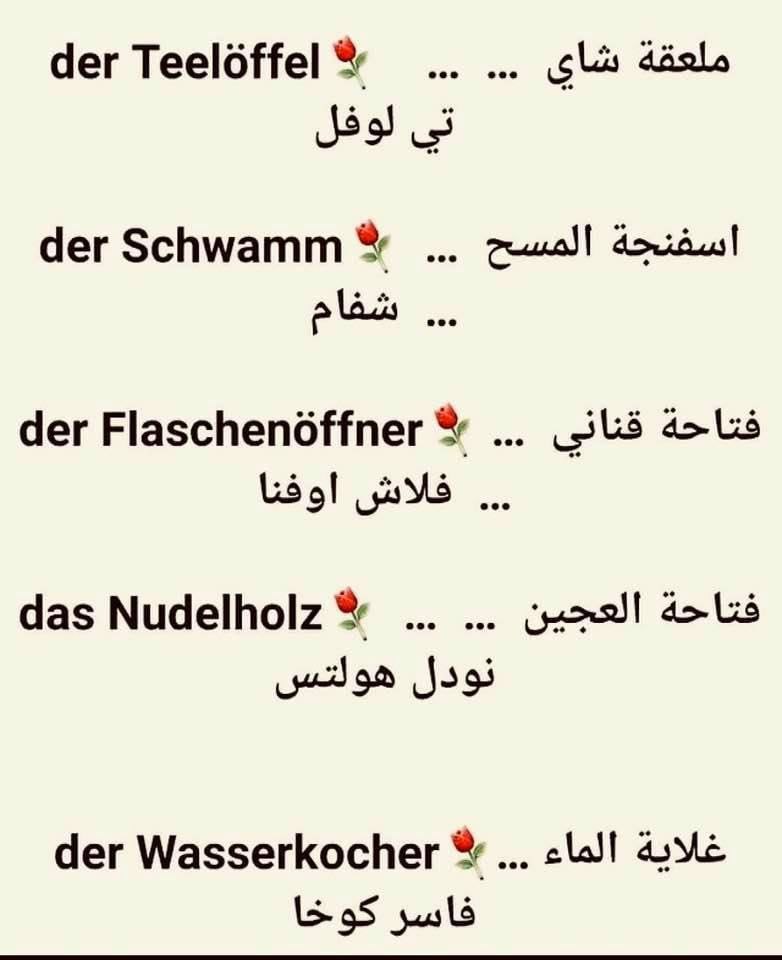 der Teelöffel🌷 ... ... ملعقة شاي
تي لوفل
der Schwamm🌷 ... اسفنجة المسح
... شفام
der Flaschenöffner🌷 ... فتاحة قناني
... فلاش اوفنا
das Nudelholz🌷 ... ... فتاحة العجين
نودل هولتس
der Wasserkocher🌷... غلاية الماء
فاسر كوخا